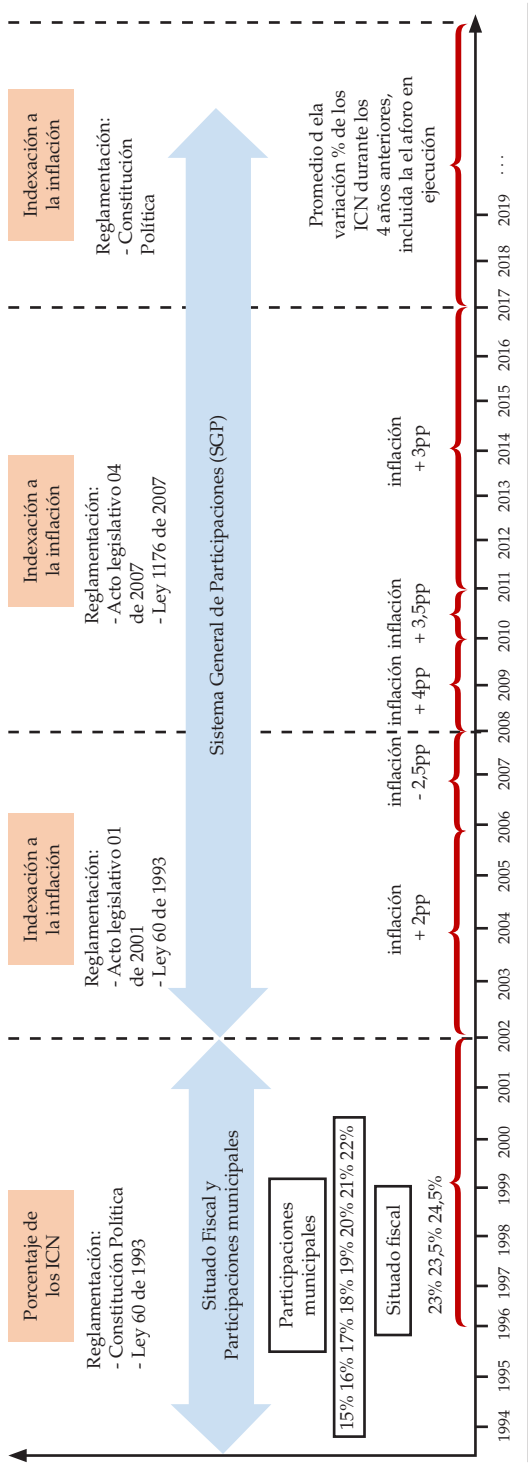 Porcentaje de
los ICN
Reglamentación:
- Constitución Política
- Ley 60 de 1993
Situado Fiscal y
Participaciones municipales
Participaciones
municipales
15% 16% 17% 18% 19% 20% 21% 22%
Situado fiscal
23% 23,5% 24,5%
Indexación a
la inflación
Reglamentación:
- Acto legislativo 01
de 2001
- Ley 60 de 1993
Sistema General de Participaciones (SGP)
inflación
+ 2pp
inflación
- 2,5pp
Indexación a
la inflación
Reglamentación:
- Acto legislativo 04
de 2007
- Ley 1176 de 2007
inflación
+ 4pp
inflación
+ 3,5pp
inflación
+ 3pp
Indexación a
la inflación
Reglamentación:
- Constitución
Política
Promedio d ela
variación % de los
ICN durante los
4 años anteriores,
incluida la el aforo en
ejecución
1994 1995 1996 1997 1998 1999 2000 2001 2002 2003 2004 2005 2006 2007 2008 2009 2010 2011 2012 2013 2014 2015 2016 2017 2018 2019 ...